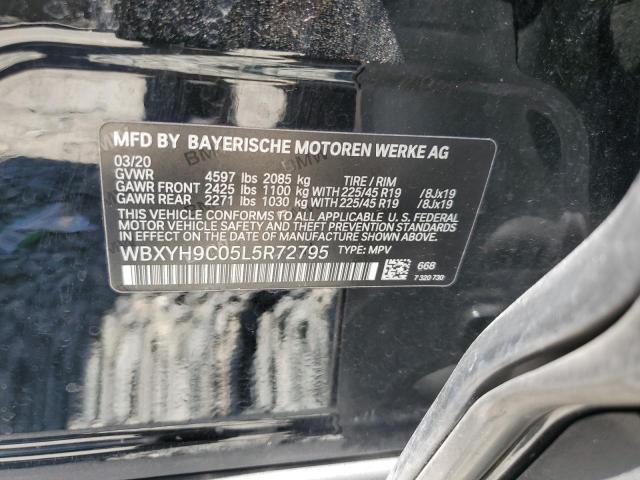 MFD BY BAYERISCHE MOTOREN WERKE AG
03/20
GVWR 4597 lbs 2085 kg TIRE / RIM
GAWR FRONT 2425 lbs 1100 kg WITH 225/45 R19 /8Jx19
GAWR REAR 2271 lbs 1030 kg WITH 225/45 R19 /8Jx19
THIS VEHICLE CONFORMS TO ALL APPLICABLE U. S. FEDERAL
MOTOR VEHICLE SAFETY AND THEFT PREVENTION STANDARDS
IN EFFECT ON THE DATE OF MANUFACTURE SHOWN ABOVE.
WBXYH9C05L5R72795 TYPE: MPV
668
7 320 730